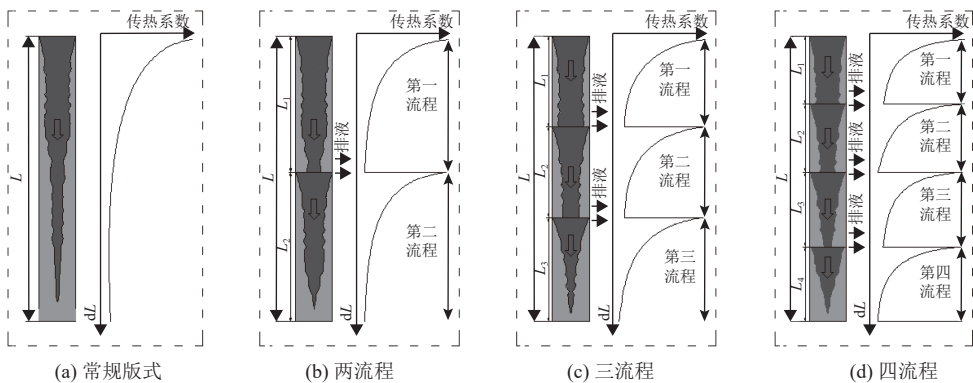 传热系数
L
dL
(a) 常规版式
传热系数
L
L₁
L₂
排液
第一
流程
第二
流程
dL
(b) 两流程
传热系数
L
L₁
L₂
L₃
排液
排液
第一
流程
第二
流程
第三
流程
dL
(c) 三流程
传热系数
L
L₁
L₂
L₃
L₄
排液
排液
排液
第一
流程
第二
流程
第三
流程
第四
流程
dL
(d) 四流程